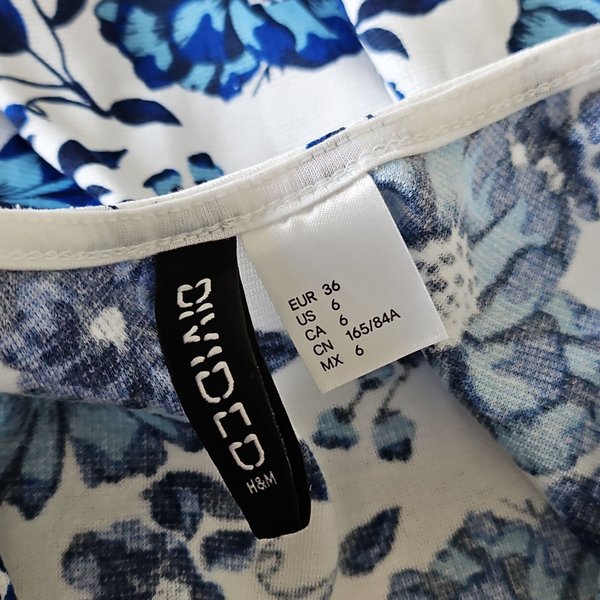 DIVIDED
H&M
EUR 36
US 6
CA 6
CN 165/84A
MX 6